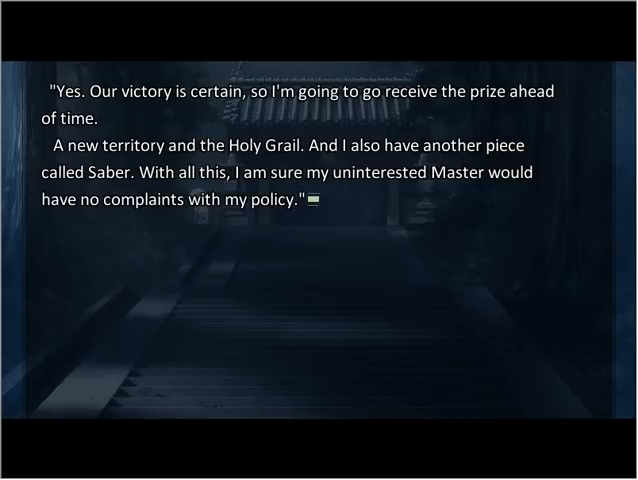 "Yes. Our victory is certain, so I'm going to go receive the prize ahead
of time.
A new territory and the Holy Grail. And I also have another piece
called Saber. With all this, I am sure my uninterested Master would
have no complaints with my policy."